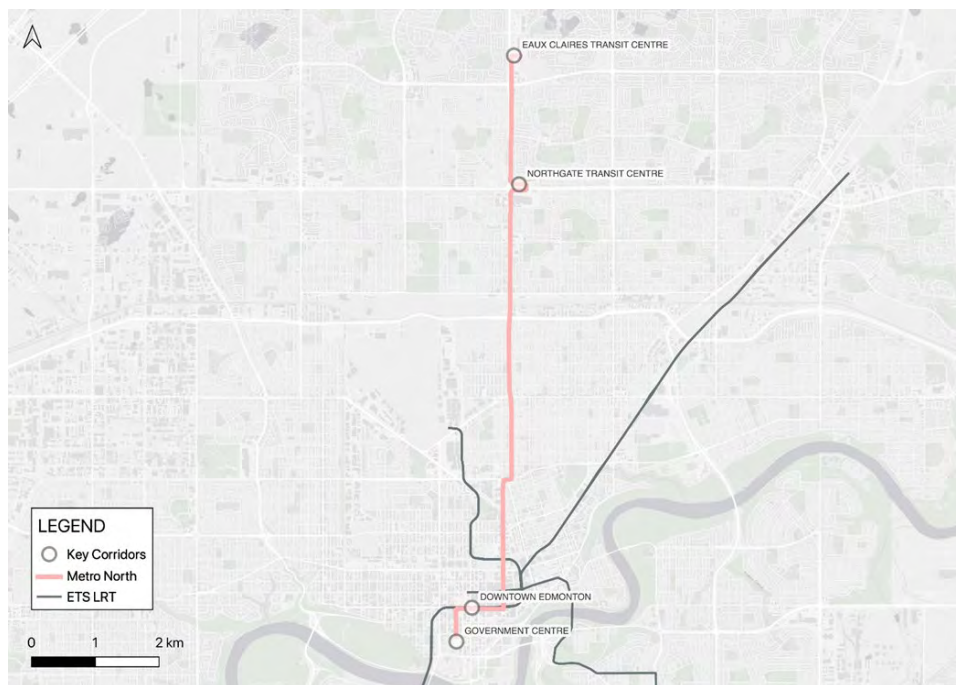 EAUX CLAIRES TRANSIT CENTRE
NORTHGATE TRANSIT CENTRE
DOWNTOWN EDMONTON
GOVERNMENT CENTRE
LEGEND
Key Corridors
Metro North
ETS LRT
0 1 2 km